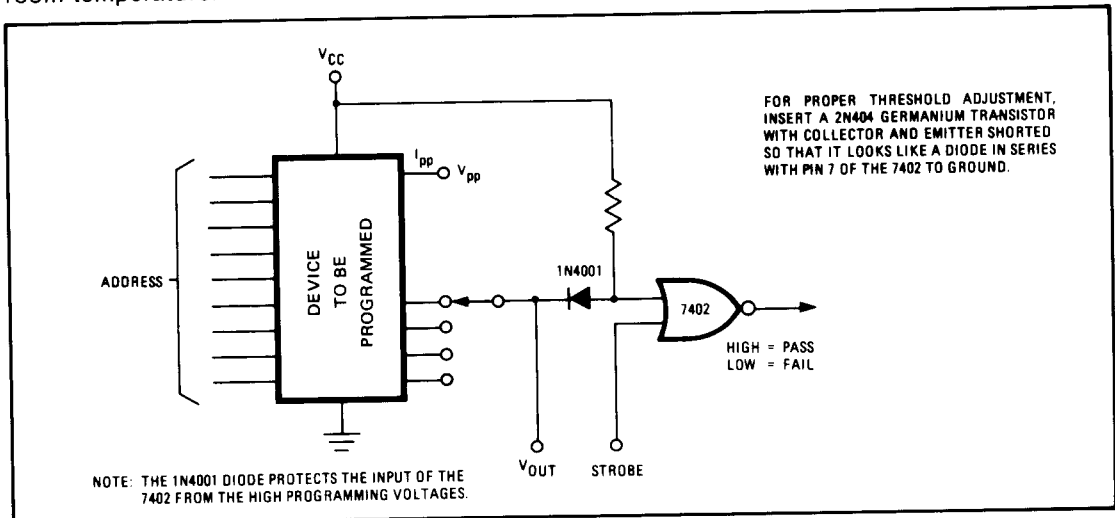 VCC
FOR PROPER THRESHOLD ADJUSTMENT,
INSERT A 2N404 GERMANIUM TRANSISTOR
WITH COLLECTOR AND EMITTER SHORTED
SO THAT IT LOOKS LIKE A DIODE IN SERIES
WITH PIN 7 OF THE 7402 TO GROUND.
Ipp
Vpp
ADDRESS
DEVICE
TO BE
PROGRAMMED
1N4001
7402
HIGH = PASS
LOW = FAIL
VOUT
STROBE
NOTE: THE 1N4001 DIODE PROTECTS THE INPUT OF THE
7402 FROM THE HIGH PROGRAMMING VOLTAGES.